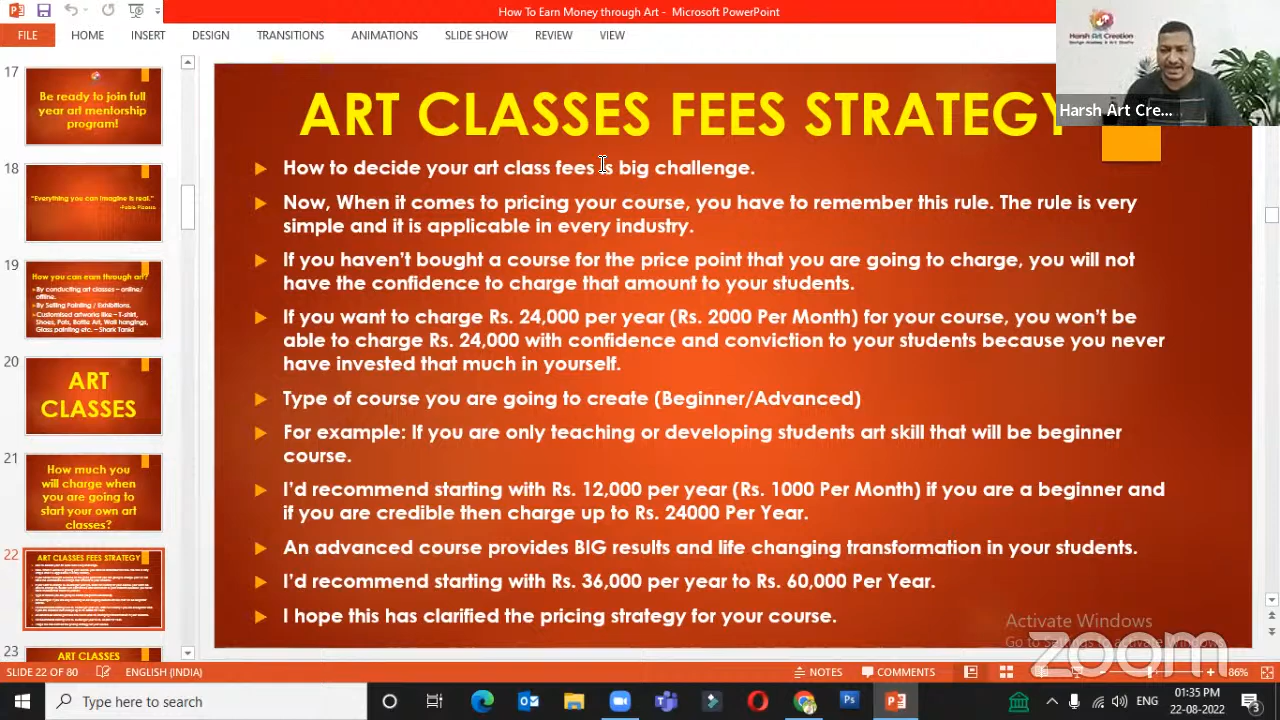 How To Earn Money through Art - Microsoft PowerPoint
FILE HOME INSERT DESIGN TRANSITIONS ANIMATIONS SLIDE SHOW REVIEW VIEW
Harsh Art Creation
Harsh Art Cre...
17
Be ready to join full
year art mentorship
program!
18
"Everything you can imagine is real."
19
How you can earn through art?
By conducting art classes – online/
offline.
By Selling Painting / Exhibitions.
Customised artworks like – T-shirt,
Shoes, Pots, Bottle Art, Wall hangings,
Glass painting etc. – Shark Tank!
20
ART
CLASSES
21
How much you
will charge when
you are going to
start your own art
classes?
22
ART CLASSES FEES STRATEGY
23
ART CLASSES
ART CLASSES FEES STRATEGY
How to decide your art class fees is big challenge.
Now, When it comes to pricing your course, you have to remember this rule. The rule is very
simple and it is applicable in every industry.
If you haven't bought a course for the price point that you are going to charge, you will not
have the confidence to charge that amount to your students.
If you want to charge Rs. 24,000 per year (Rs. 2000 Per Month) for your course, you won't be
able to charge Rs. 24,000 with confidence and conviction to your students because you never
have invested that much in yourself.
Type of course you are going to create (Beginner/Advanced)
For example: If you are only teaching or developing students art skill that will be beginner
course.
I'd recommend starting with Rs. 12,000 per year (Rs. 1000 Per Month) if you are a beginner and
if you are credible then charge up to Rs. 24000 Per Year.
An advanced course provides BIG results and life changing transformation in your students.
I'd recommend starting with Rs. 36,000 per year to Rs. 60,000 Per Year.
I hope this has clarified the pricing strategy for your course.
Activate Windows
Go to Settings to activate Windows.
zoom
SLIDE 22 OF 80 ENGLISH (INDIA) NOTES COMMENTS 86%
Type here to search
ENG
01:35 PM
22-08-2022
3